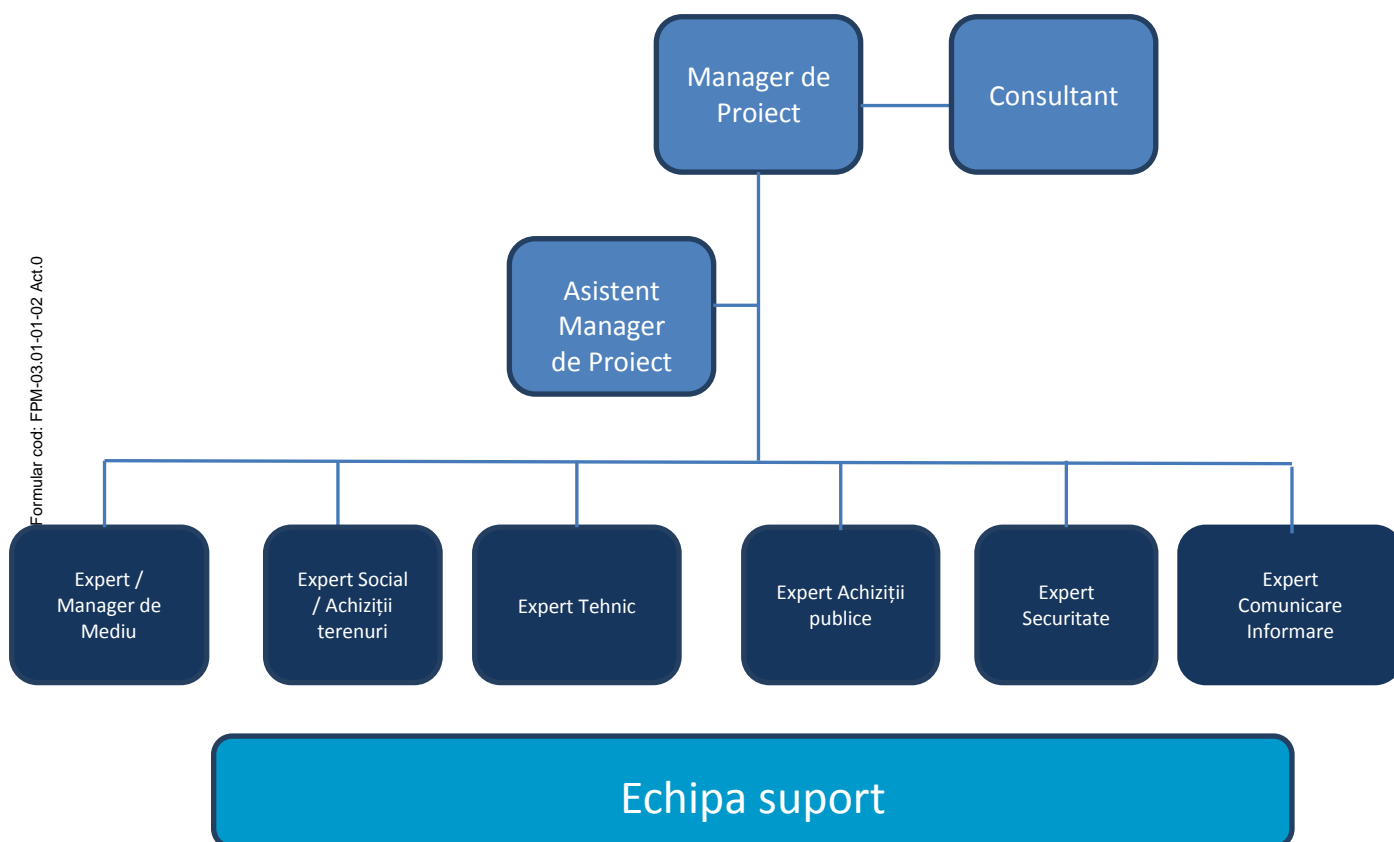 Manager de
Proiect
Consultant
Asistent
Manager
de Proiect
Formular cod: FPM-03.01-01-02 Act.0
Expert /
Manager de
Mediu
Expert Social
/ Achiziții
terenuri
Expert Tehnic
Expert Achiziții
publice
Expert
Securitate
Expert
Comunicare
Informare
Echipa suport